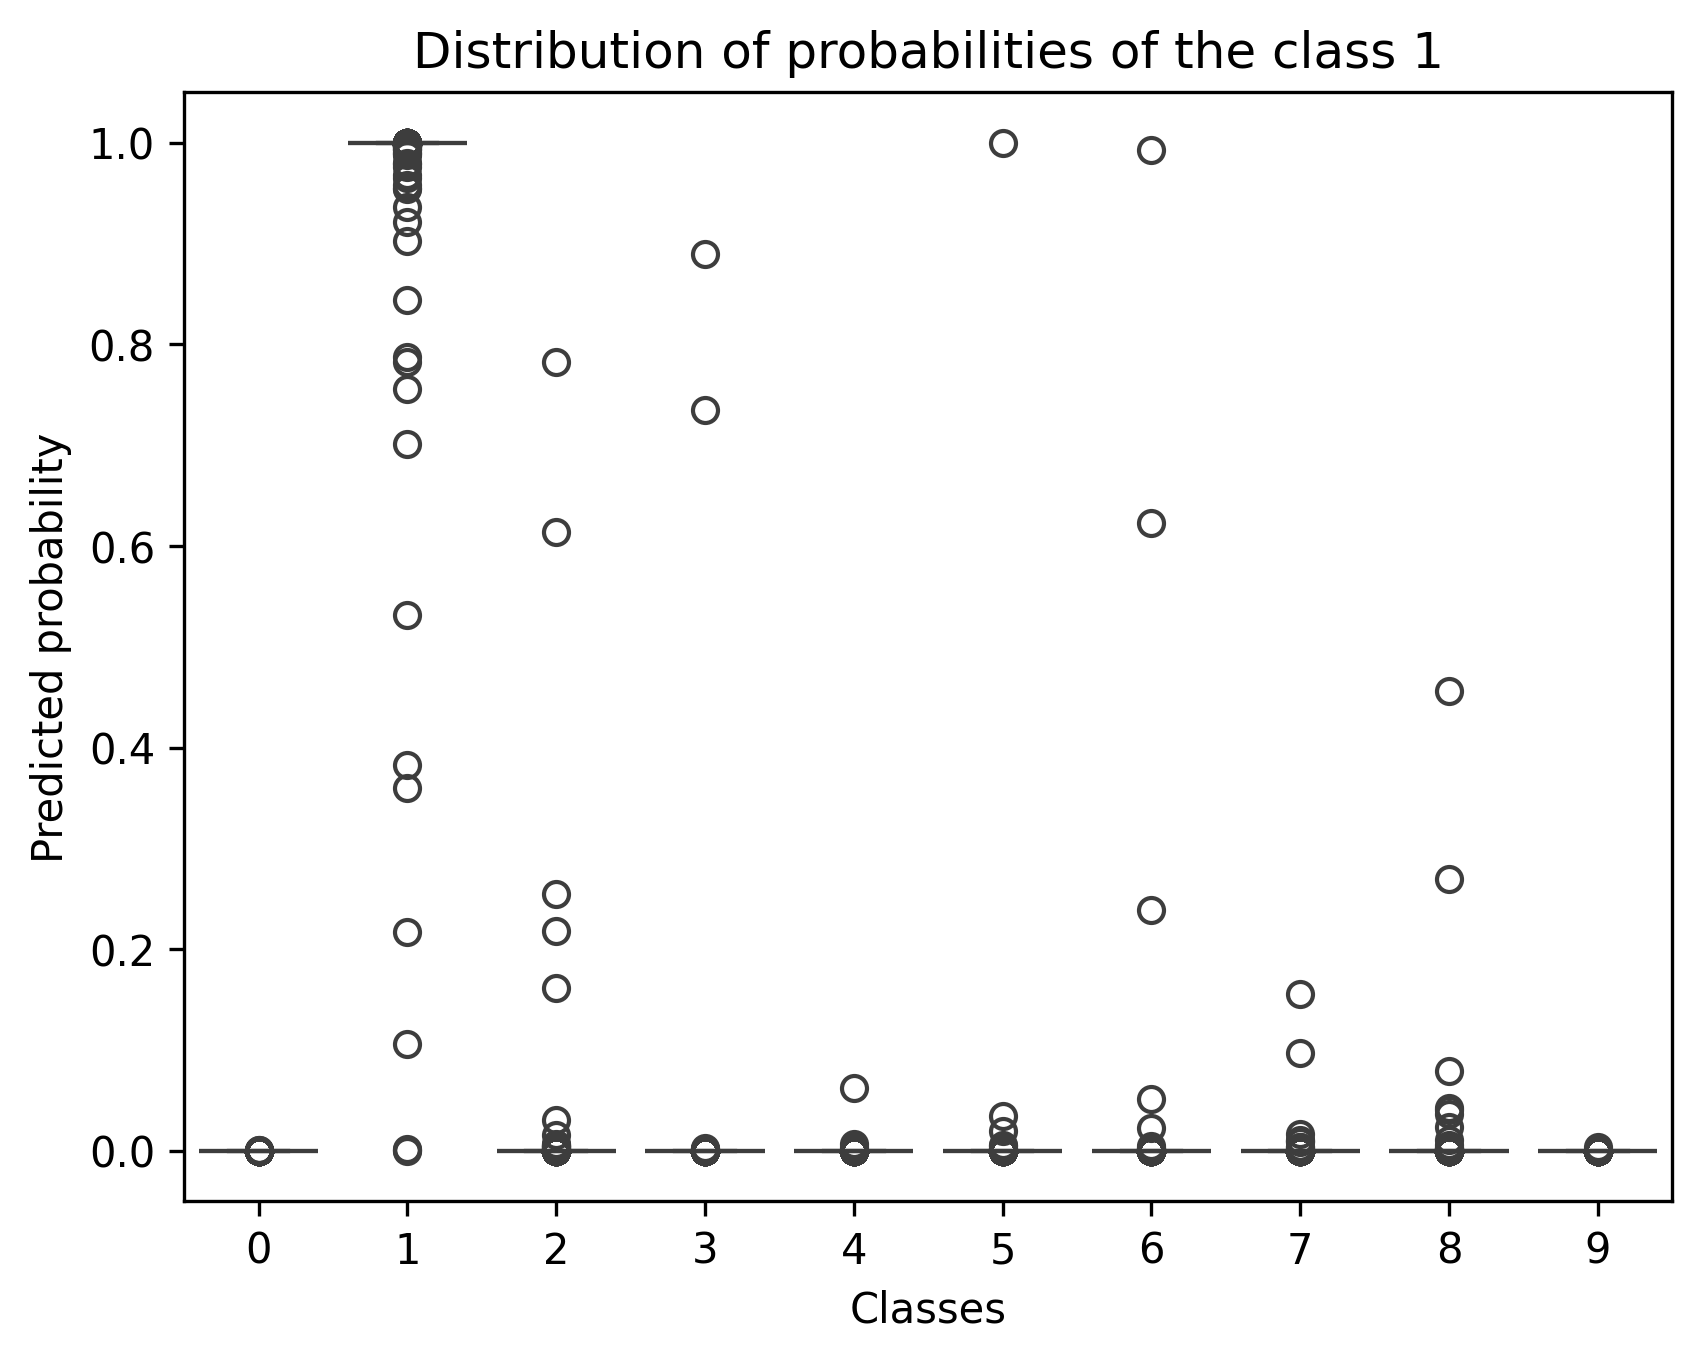 Distribution of probabilities of the class 1
1.0
0.8
0.6
0.4
0.2
0.0
Predicted probability
0 1 2 3 4 5 6 7 8 9
Classes